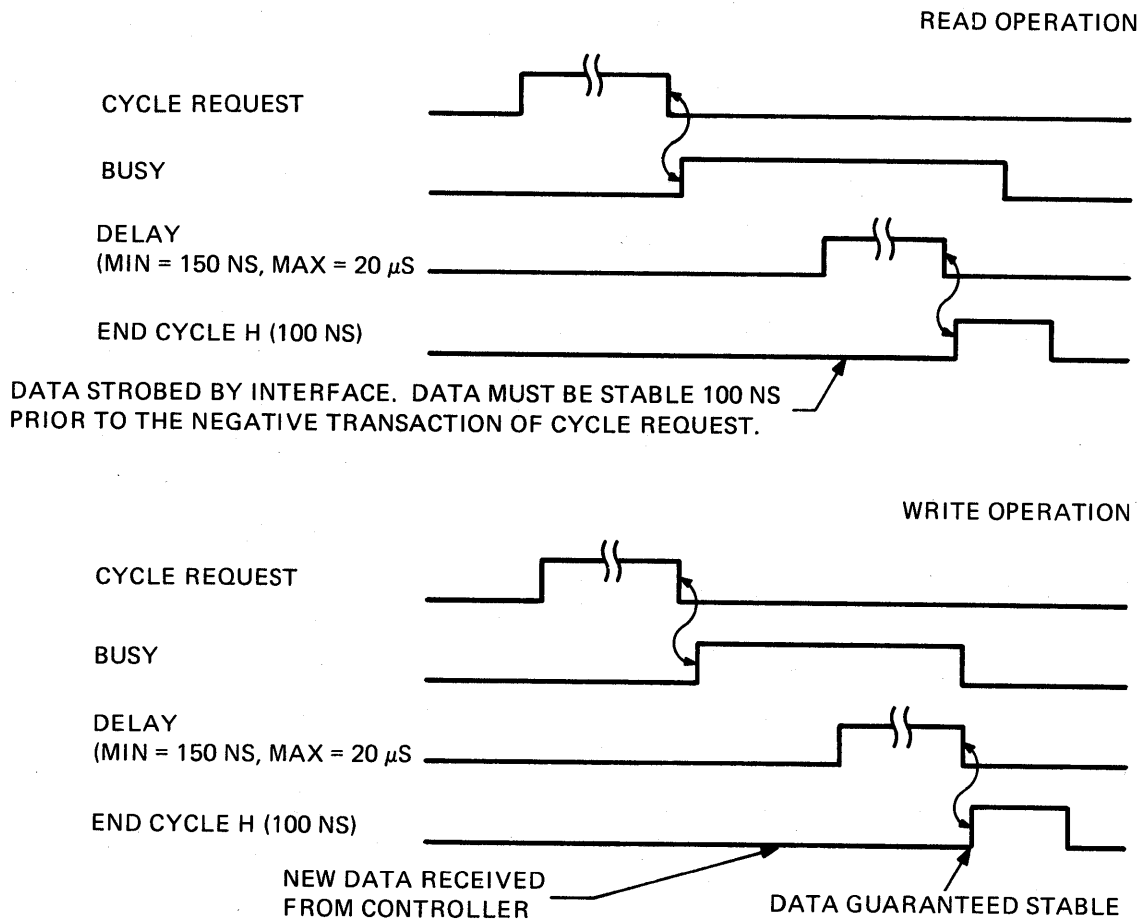 READ OPERATION
CYCLE REQUEST
BUSY
DELAY
(MIN = 150 NS, MAX = 20 μS
END CYCLE H (100 NS)
DATA STROBED BY INTERFACE. DATA MUST BE STABLE 100 NS
PRIOR TO THE NEGATIVE TRANSACTION OF CYCLE REQUEST.
WRITE OPERATION
CYCLE REQUEST
BUSY
DELAY
(MIN = 150 NS, MAX = 20 μS
END CYCLE H (100 NS)
NEW DATA RECEIVED
FROM CONTROLLER
DATA GUARANTEED STABLE